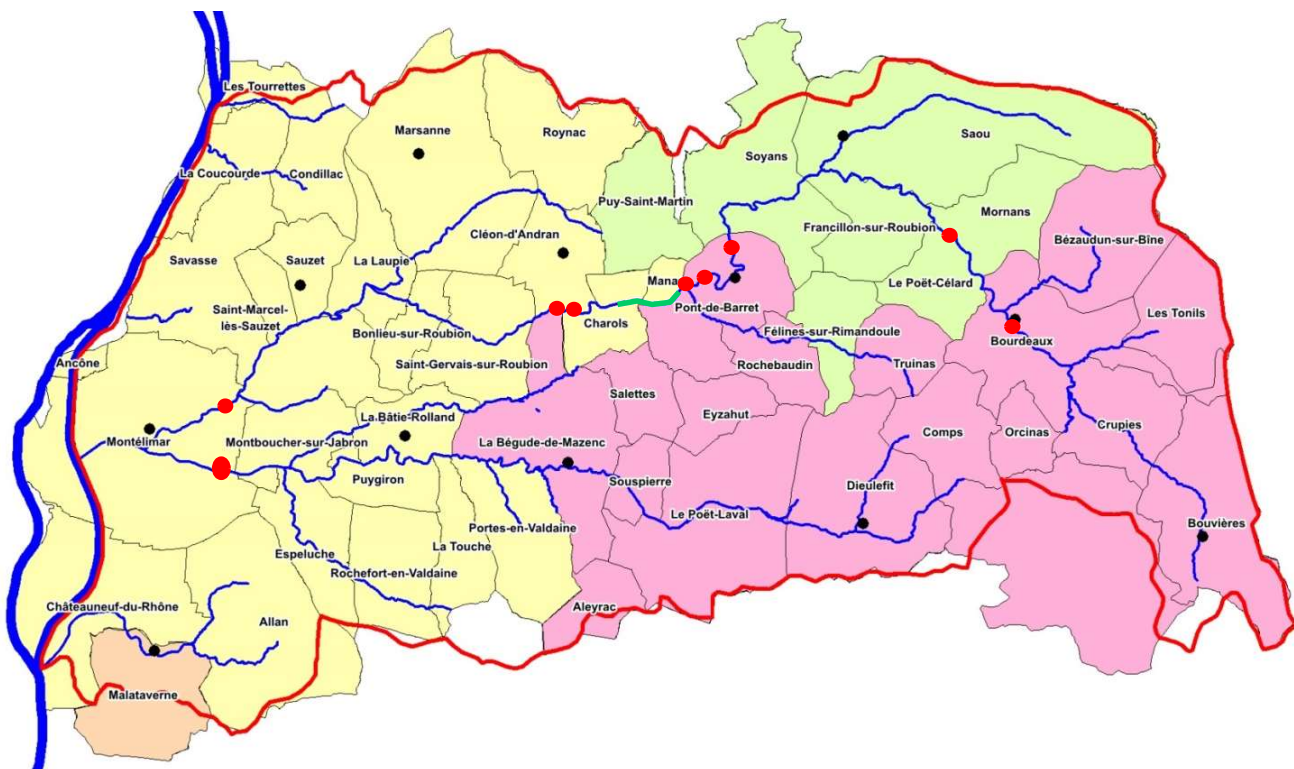 Les Tourrettes
Marsanne
Roynac
Saou
Soyans
La Coucourde
Condillac
Puy-Saint-Martin
Mornans
Francillon-sur-Roubion
Cléon-d'Andran
Bézaudun-sur-Bîne
Savasse
Sauzet
La Laupie
Mana
Le Poët-Célard
Saint-Marcel-
lès-Sauzet
Pont-de-Barret
Les Tonils
Bonlieu-sur-Roubion
Charols
Félines-sur-Rimandoule
Bourdeaux
Ancône
Saint-Gervais-sur-Roubion
Rochebaudin
Truinas
Salettes
La Bâtie-Rolland
Eyzahut
Crupies
Montélimar
Montboucher-sur-Jabron
La Bégude-de-Mazenc
Comps
Orcinas
Puygiron
Souspierre
Dieulefit
Le Poët-Laval
Portes-en-Valdaine
Bouvières
Espeluche
La Touche
Rochefort-en-Valdaine
Châteauneuf-du-Rhône
Aleyrac
Allan
Malataverne